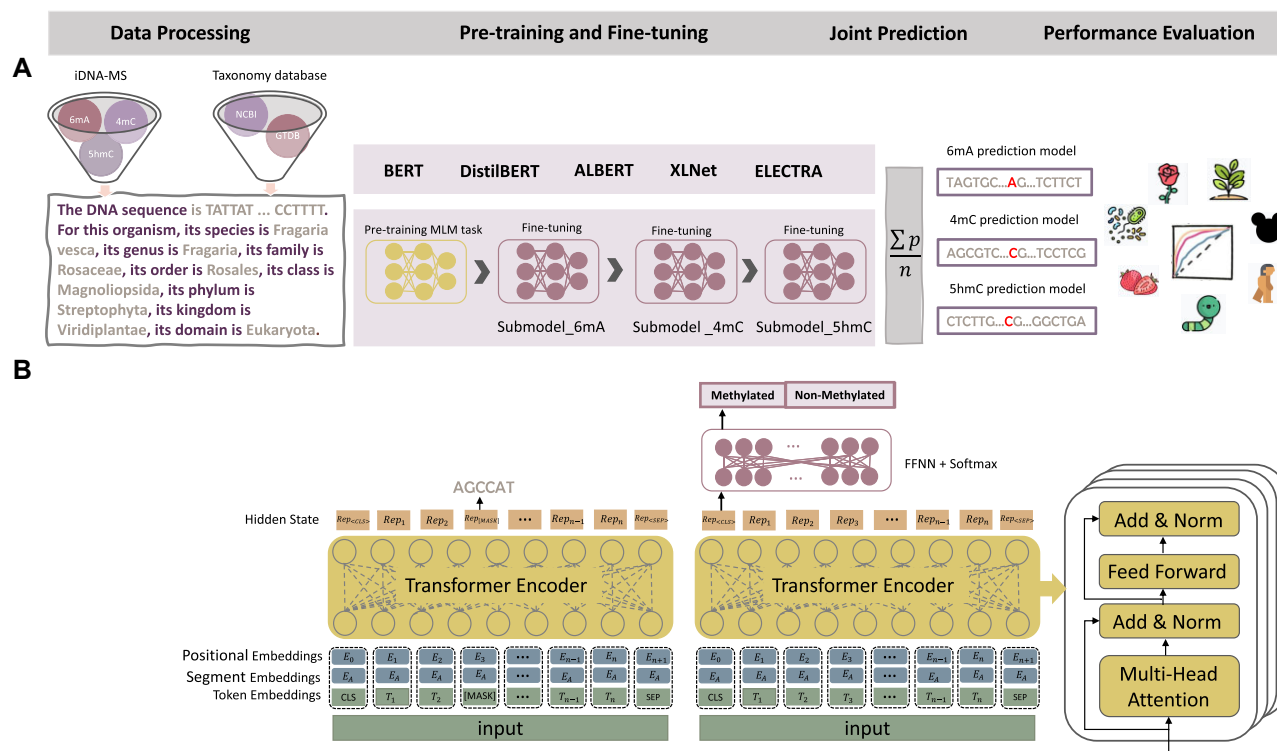 Data Processing
Pre-training and Fine-tuning
Joint Prediction
Performance Evaluation
A
iDNA-MS
Taxonomy database
6mA
4mC
5hmC
NCBI
GTDB
The DNA sequence is TATTAT ... CCTTTT.
For this organism, its species is Fragaria
vesca, its genus is Fragaria, its family is
Rosaceae, its order is Rosales, its class is
Magnoliopsida, its phylum is
Streptophyta, its kingdom is
Viridiplantae, its domain is Eukaryota.
BERT
DistilBERT
ALBERT
XLNet
ELECTRA
Pre-training MLM task
Fine-tuning
Fine-tuning
Fine-tuning
Submodel_6mA
Submodel _4mC
Submodel_5hmC
∑ p
n
6mA prediction model
TAGTGC...AG...TCTTCT
4mC prediction model
AGCGTC...CG...TCCTCG
5hmC prediction model
CTCTTG...CG...GGCTGA
B
Methylated
Non-Methylated
...
...
FFNN + Softmax
AGCCAT
Hidden State
Rep<CLS> Rep1 Rep2 Rep[MASK] ... Repn−1 Repn Rep<SEP>
Transformer Encoder
Positional Embeddings
E0 E1 E2 E3 ... En−1 En En+1
Segment Embeddings
EA EA EA EA ... EA EA EA
Token Embeddings
CLS T1 T2 [MASK] ... Tn−1 Tn SEP
input
Rep<CLS> Rep1 Rep2 Rep3 ... Repn−1 Repn Rep<SEP>
Transformer Encoder
E0 E1 E2 E3 ... En−1 En En+1
EA EA EA EA ... EA EA EA
CLS T1 T2 T3 ... Tn−1 Tn SEP
input
Add & Norm
Feed Forward
Add & Norm
Multi-Head
Attention